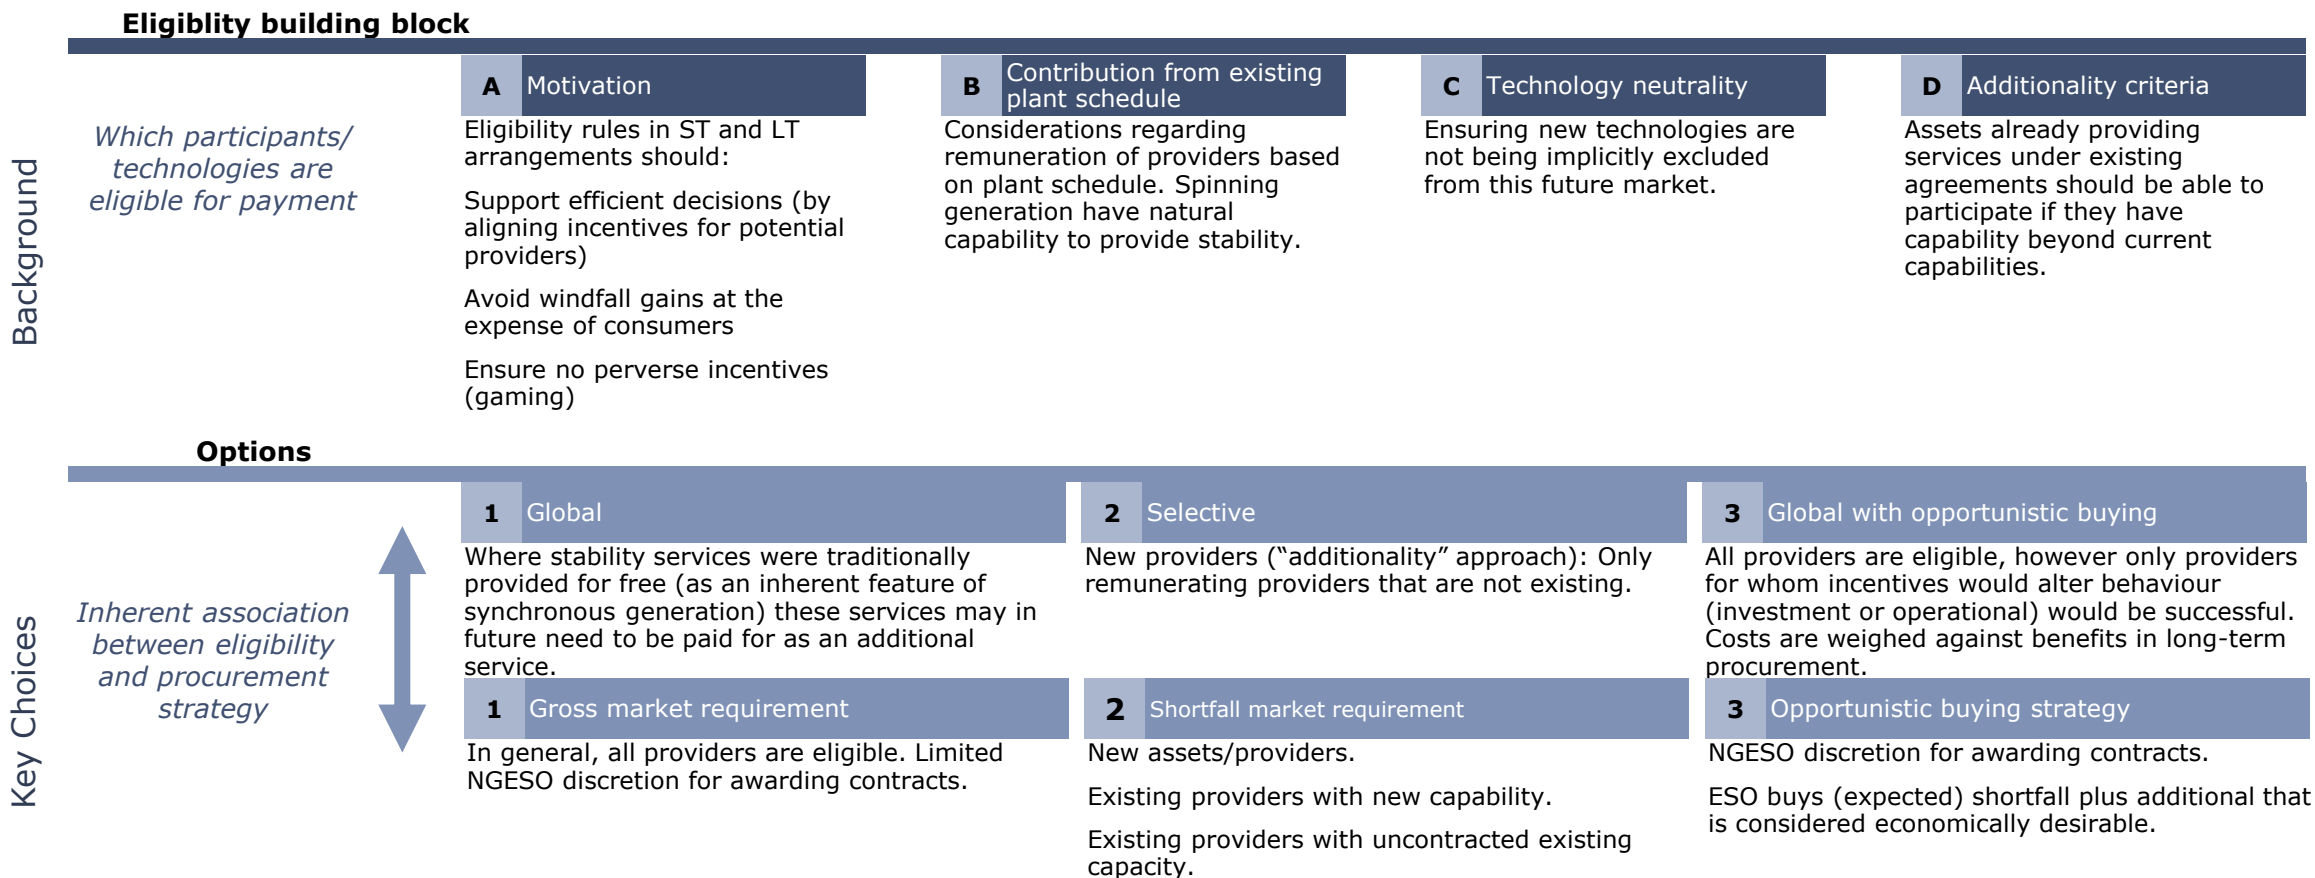 Eligiblity building block
Background
Which participants/
technologies are
eligible for payment
A Motivation
Eligibility rules in ST and LT
arrangements should:
Support efficient decisions (by
aligning incentives for potential
providers)
Avoid windfall gains at the
expense of consumers
Ensure no perverse incentives
(gaming)
B Contribution from existing
plant schedule
Considerations regarding
remuneration of providers based
on plant schedule. Spinning
generation have natural
capability to provide stability.
C Technology neutrality
Ensuring new technologies are
not being implicitly excluded
from this future market.
D Additionality criteria
Assets already providing
services under existing
agreements should be able to
participate if they have
capability beyond current
capabilities.
Options
Key Choices
Inherent association
between eligibility
and procurement
strategy
1 Global
Where stability services were traditionally
provided for free (as an inherent feature of
synchronous generation) these services may in
future need to be paid for as an additional
service.
2 Selective
New providers (“additionality” approach): Only
remunerating providers that are not existing.
3 Global with opportunistic buying
All providers are eligible, however only providers
for whom incentives would alter behaviour
(investment or operational) would be successful.
Costs are weighed against benefits in long-term
procurement.
1 Gross market requirement
In general, all providers are eligible. Limited
NGESO discretion for awarding contracts.
2 Shortfall market requirement
New assets/providers.
Existing providers with new capability.
Existing providers with uncontracted existing
capacity.
3 Opportunistic buying strategy
NGESO discretion for awarding contracts.
ESO buys (expected) shortfall plus additional that
is considered economically desirable.